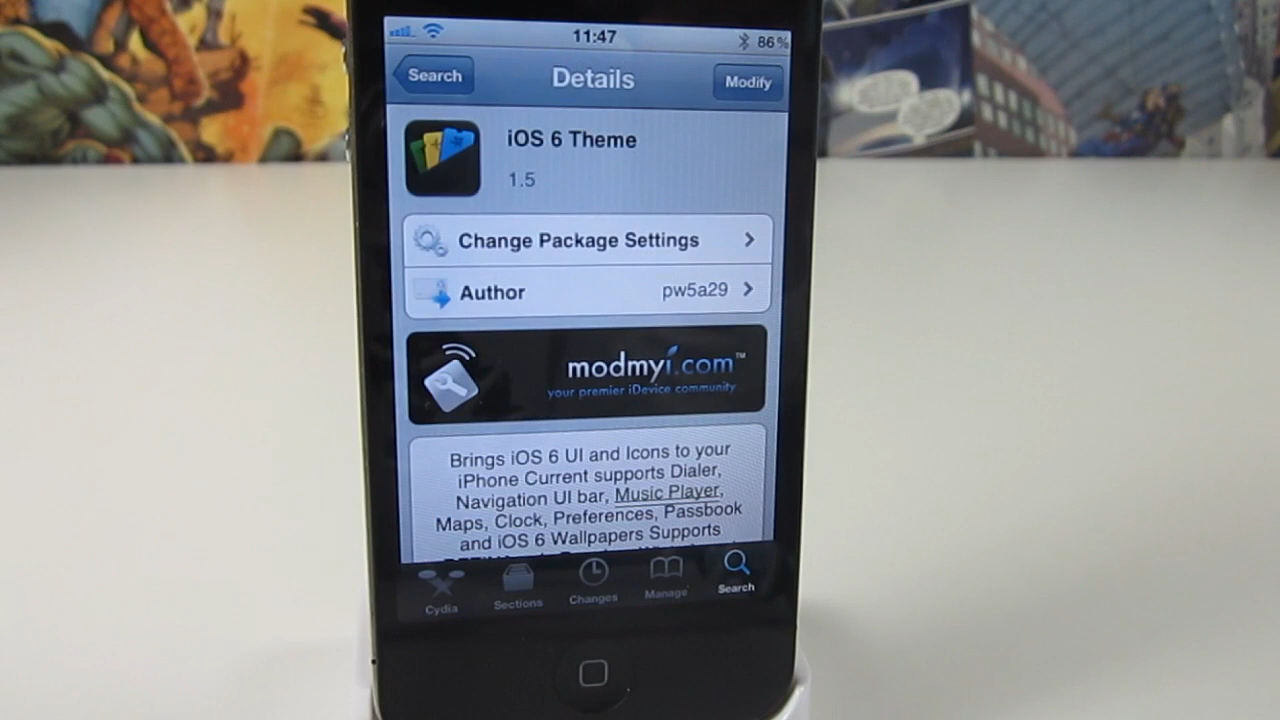 11:47
86%
Search
Details
Modify
iOS 6 Theme
1.5
Change Package Settings
Author
pw5a29
modmyi.com™
your premier iDevice community
Brings iOS 6 UI and Icons to your
iPhone Current supports Dialer,
Navigation UI bar, Music Player,
Maps, Clock, Preferences, Passbook
and iOS 6 Wallpapers Supports
Cydia
Sections
Changes
Manage
Search